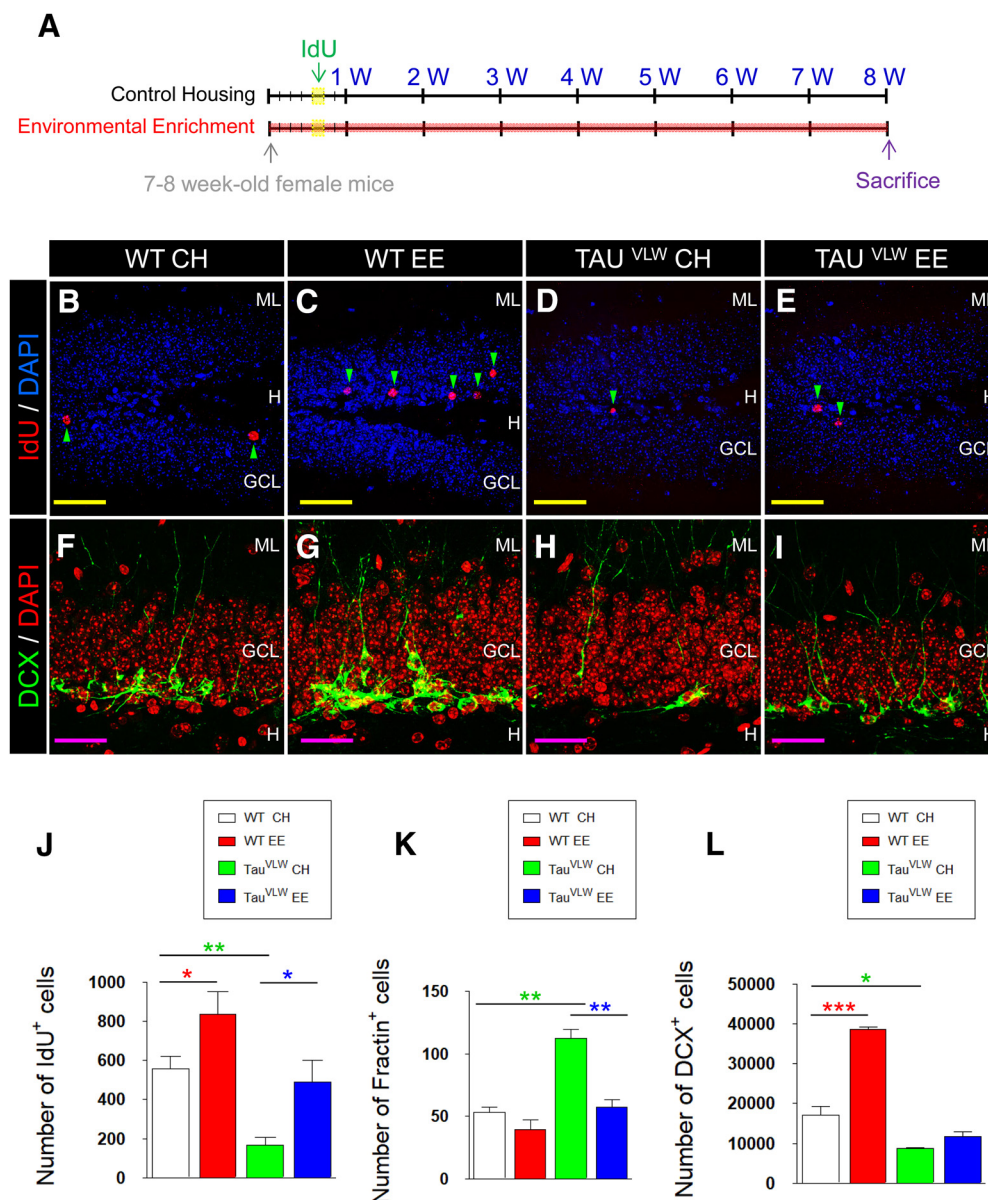 A
IdU
1 W 2 W 3 W 4 W 5 W 6 W 7 W 8 W
Control Housing
Environmental Enrichment
7-8 week-old female mice
Sacrifice
WT CH
WT EE
TAU VLW CH
TAU VLW EE
IdU / DAPI
B
ML
H
GCL
C
ML
H
GCL
D
ML
H
GCL
E
ML
H
GCL
DCX / DAPI
F
ML
GCL
H
G
ML
GCL
H
H
ML
GCL
H
I
ML
GCL
H
J
WT CH
WT EE
Tau VLW CH
Tau VLW EE
Number of IdU+ cells
1000
800
600
400
200
0
**
*
*
K
WT CH
WT EE
Tau VLW CH
Tau VLW EE
Number of Fractin+ cells
150
100
50
0
**
**
L
WT CH
WT EE
Tau VLW CH
Tau VLW EE
Number of DCX+ cells
50000
40000
30000
20000
10000
0
*
***